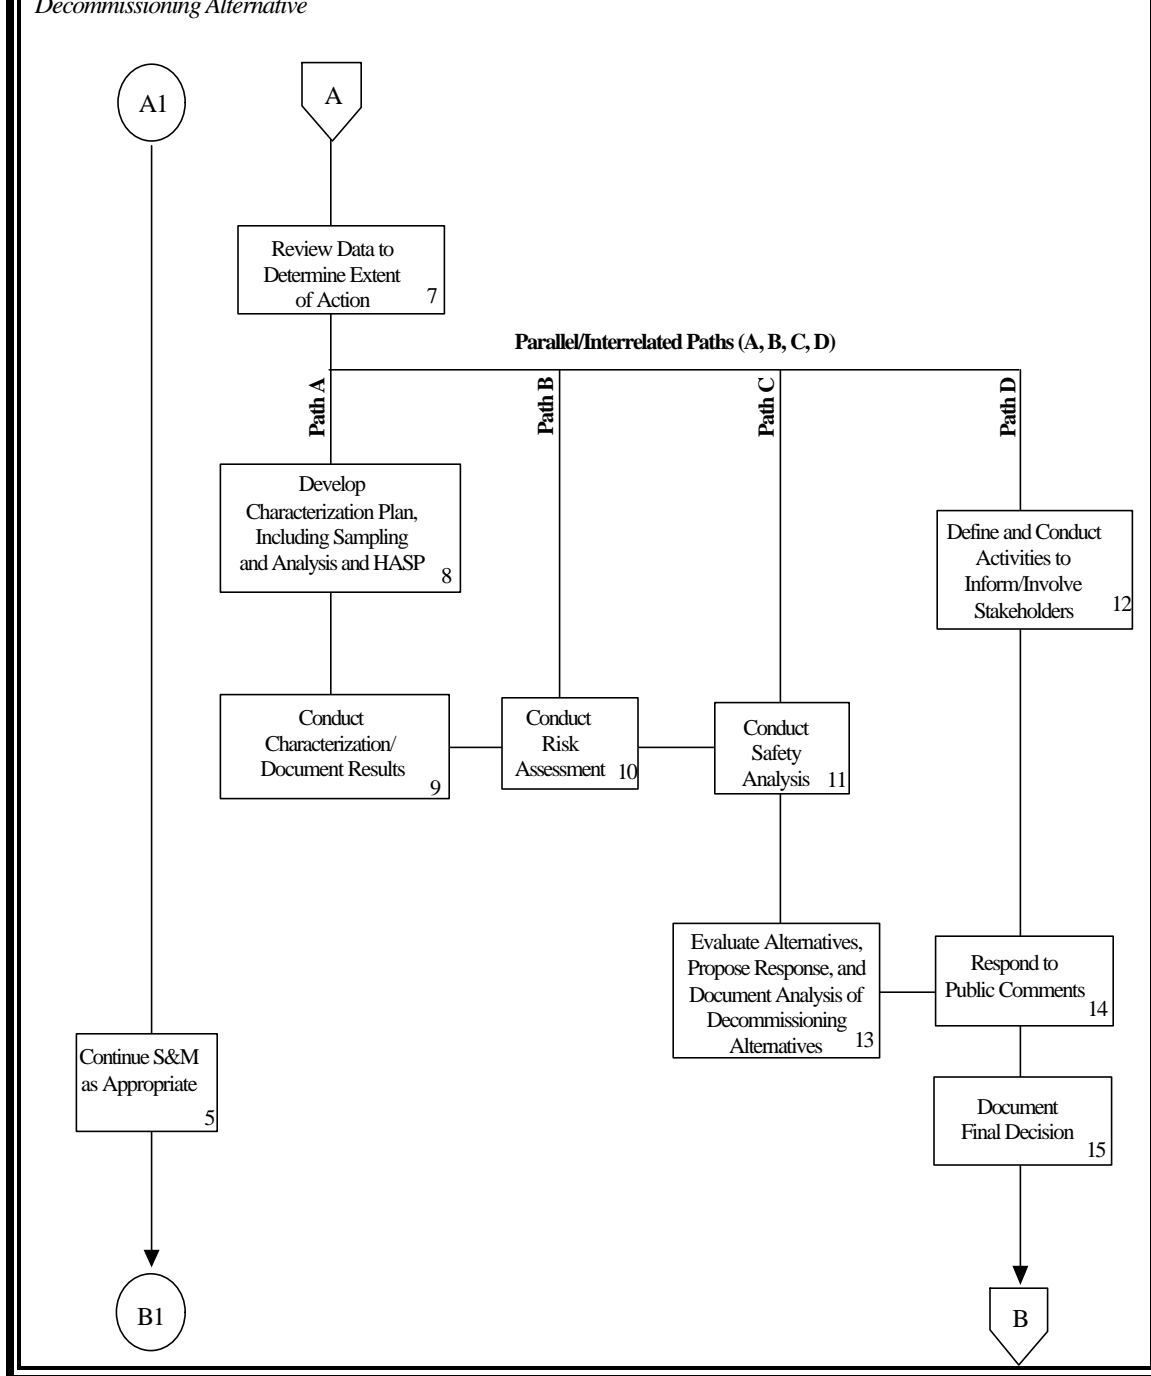 Decommissioning Alternative
A1
A
Review Data to
Determine Extent
of Action
7
Parallel/Interrelated Paths (A, B, C, D)
Path A
Path B
Path C
Path D
Develop
Characterization Plan,
Including Sampling
and Analysis and HASP
8
Define and Conduct
Activities to
Inform/Involve
Stakeholders
12
Conduct
Characterization/
Document Results
9
Conduct
Risk
Assessment
10
Conduct
Safety
Analysis
11
Evaluate Alternatives,
Propose Response, and
Document Analysis of
Decommissioning
Alternatives
13
Respond to
Public Comments
14
Continue S&M
as Appropriate
5
Document
Final Decision
15
B1
B